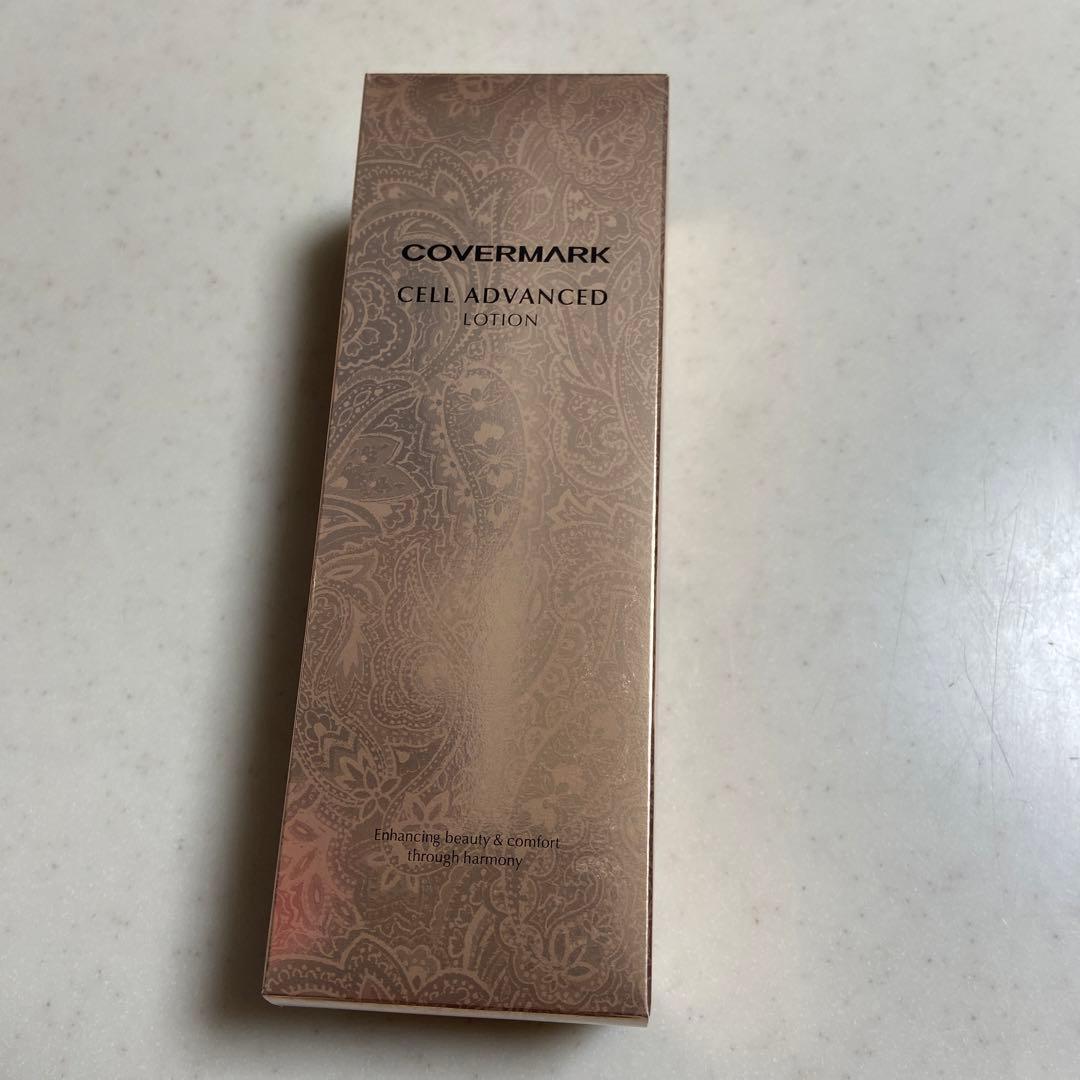 COVERMARK
CELL ADVANCED
LOTION
Enhancing beauty & comfort
through harmony